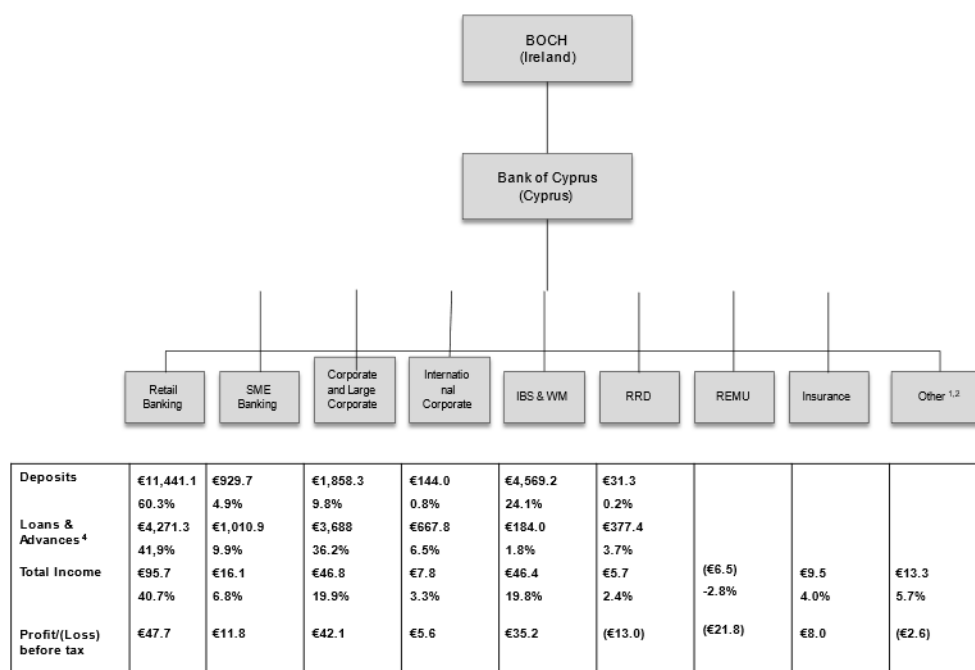 BOCH
(Ireland)
Bank of Cyprus
(Cyprus)
Retail
Banking
SME
Banking
Corporate
and Large
Corporate
Internatio
nal
Corporate
IBS & WM
RRD
REMU
Insurance
Other 1,2
Deposits €11,441.1 €929.7 €1,858.3 €144.0 €4,569.2 €31.3
60.3% 4.9% 9.8% 0.8% 24.1% 0.2%
Loans &
Advances 4 €4,271.3 €1,010.9 €3,688 €667.8 €184.0 €377.4
41,9% 9.9% 36.2% 6.5% 1.8% 3.7%
Total Income €95.7 €16.1 €46.8 €7.8 €46.4 €5.7 (€6.5) €9.5 €13.3
40.7% 6.8% 19.9% 3.3% 19.8% 2.4% -2.8% 4.0% 5.7%
Profit/(Loss)
before tax €47.7 €11.8 €42.1 €5.6 €35.2 (€13.0) (€21.8) €8.0 (€2.6)